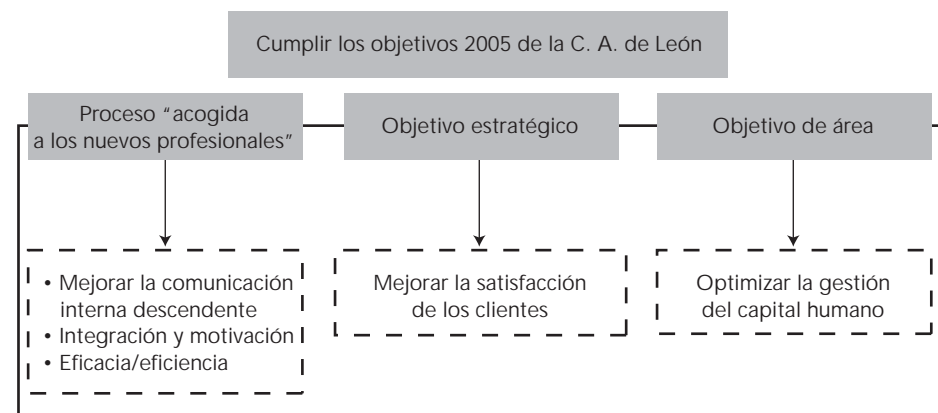 Cumplir los objetivos 2005 de la C. A. de León
Proceso “acogida
a los nuevos profesionales”
Objetivo estratégico
Objetivo de área
• Mejorar la comunicación
interna descendente
• Integración y motivación
• Eficacia/eficiencia
Mejorar la satisfacción
de los clientes
Optimizar la gestión
del capital humano